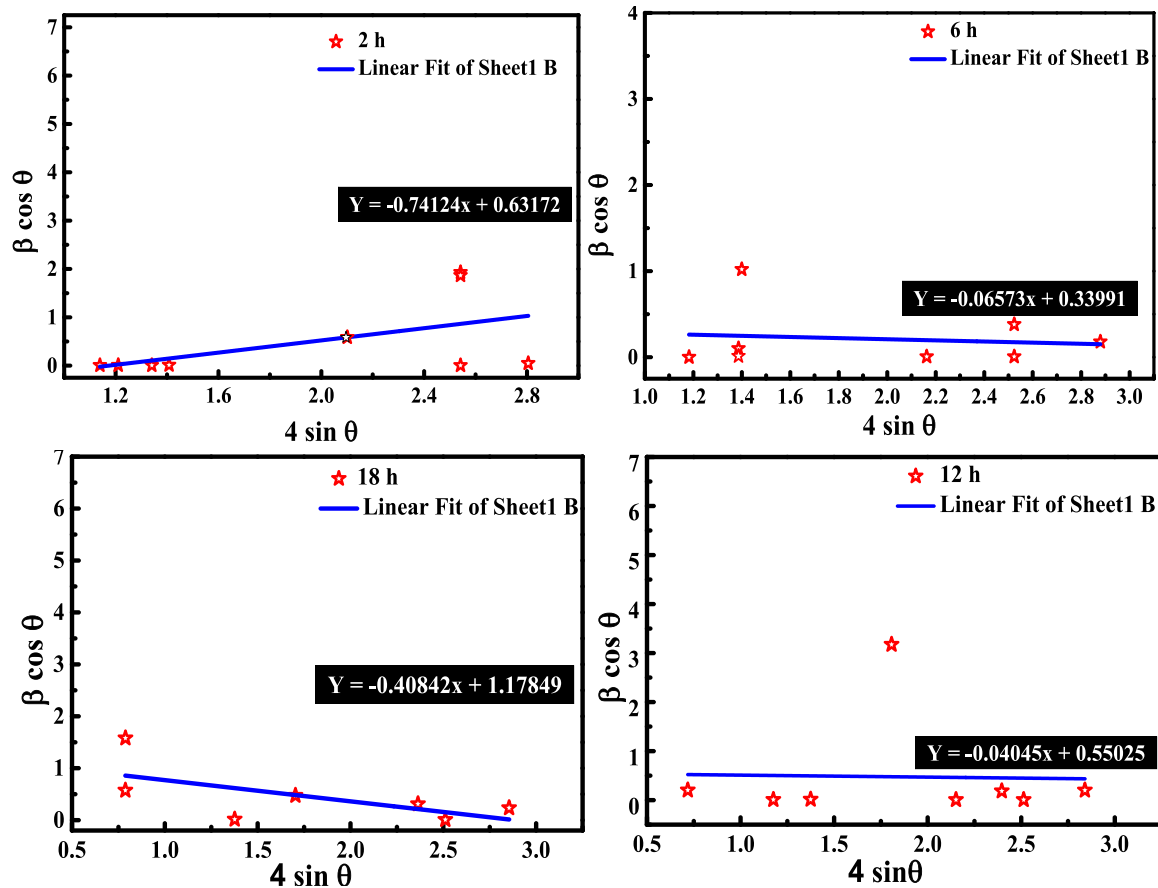 7
6
5
4
3
2
1
0
1.2
1.6
2.0
2.4
2.8
β cos θ
4 sin θ
2 h
Linear Fit of Sheet1 B
Y = -0.74124x + 0.63172
4
3
2
1
0
1.0
1.2
1.4
1.6
1.8
2.0
2.2
2.4
2.6
2.8
3.0
β cos θ
4 sin θ
6 h
Linear Fit of Sheet1 B
Y = -0.06573x + 0.33991
7
6
5
4
3
2
1
0
0.5
1.0
1.5
2.0
2.5
3.0
β cos θ
4 sin θ
18 h
Linear Fit of Sheet1 B
Y = -0.40842x + 1.17849
7
6
5
4
3
2
1
0
0.5
1.0
1.5
2.0
2.5
3.0
β cos θ
4 sinθ
12 h
Linear Fit of Sheet1 B
Y = -0.04045x + 0.55025